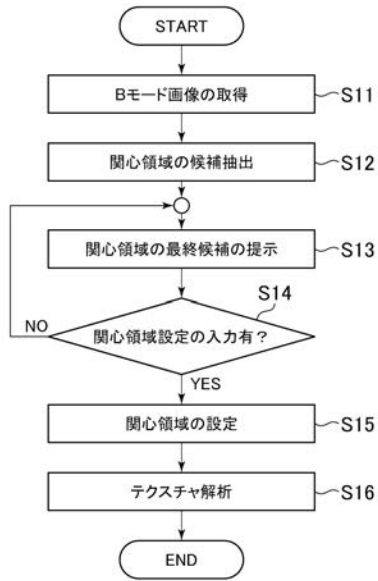 START
Bモード画像の取得
S11
関心領域の候補抽出
S12
関心領域の最終候補の提示
S13
S14
関心領域設定の入力有？
NO
YES
関心領域の設定
S15
テクスチャ解析
S16
END